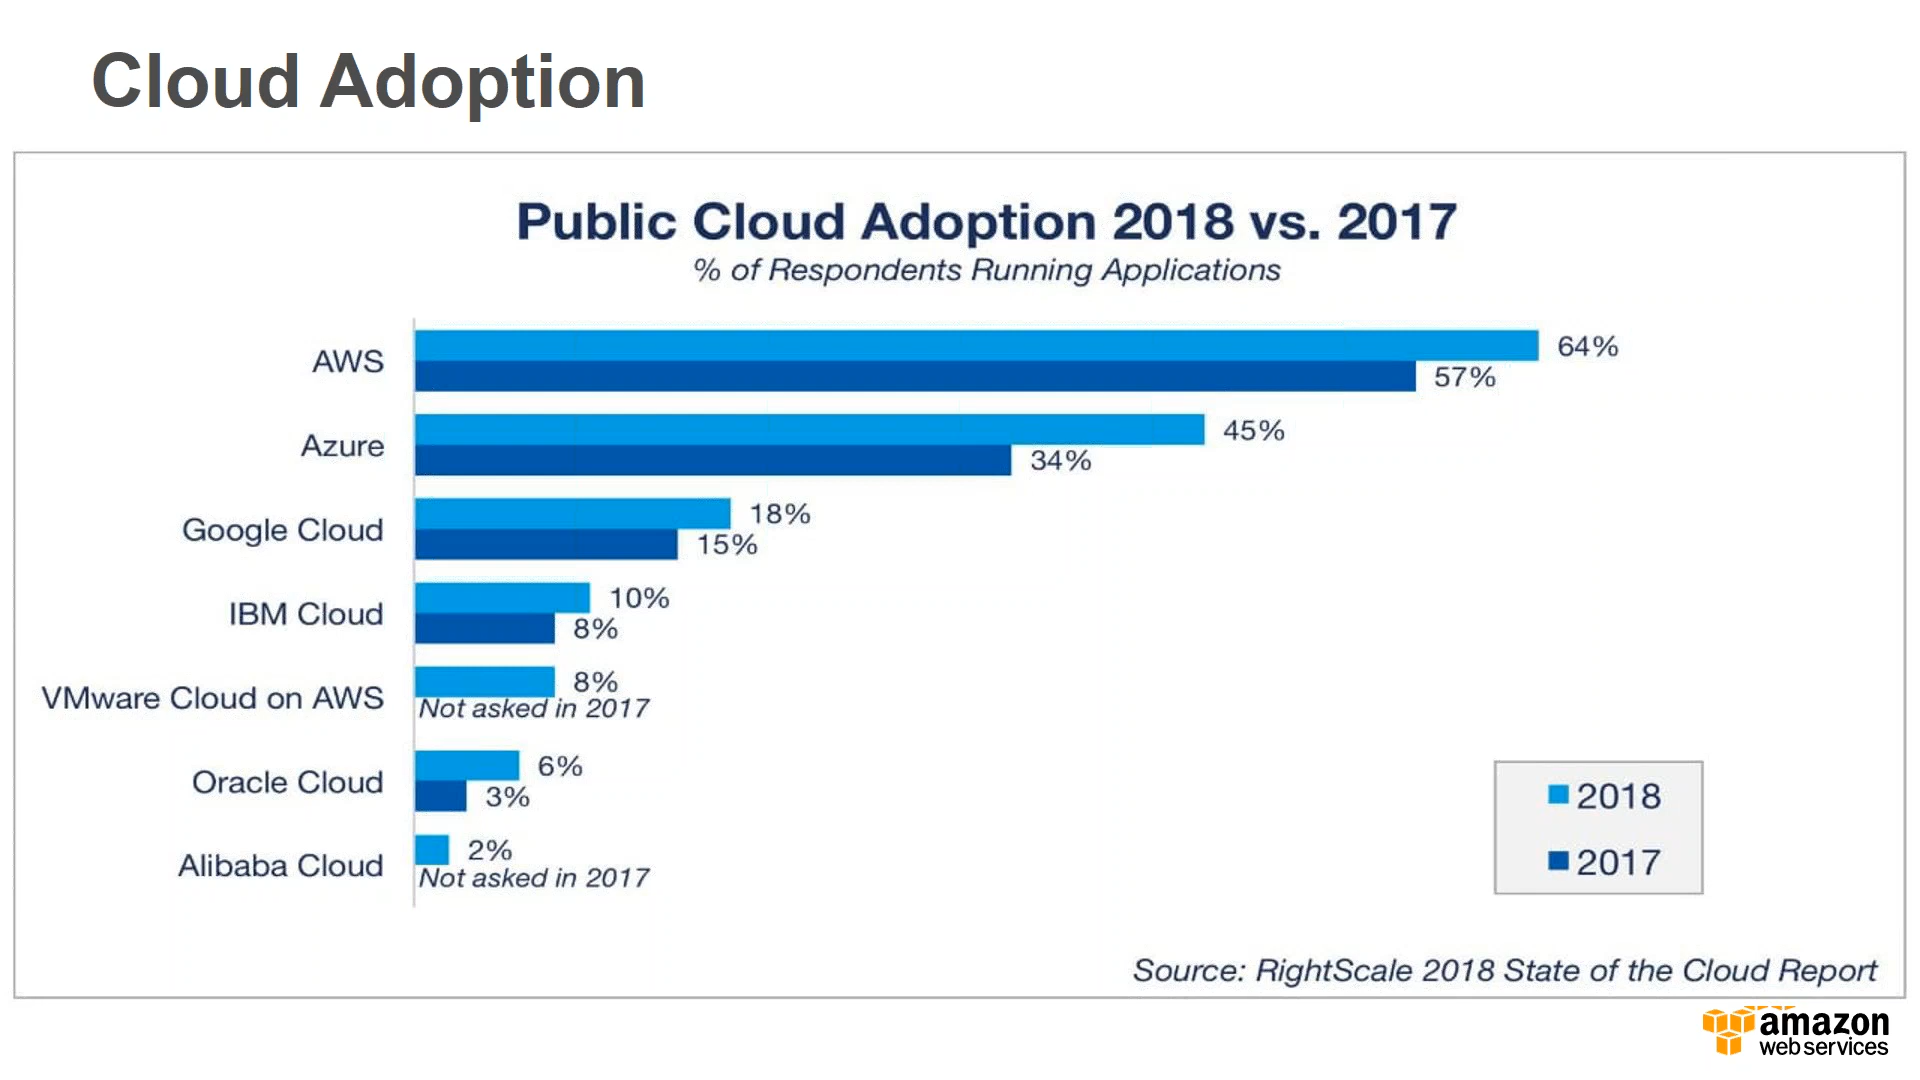 Cloud Adoption
Public Cloud Adoption 2018 vs. 2017
% of Respondents Running Applications
AWS
64%
57%
Azure
45%
34%
Google Cloud
18%
15%
IBM Cloud
10%
8%
VMware Cloud on AWS
8%
Not asked in 2017
Oracle Cloud
6%
3%
Alibaba Cloud
2%
Not asked in 2017
2018
2017
Source: RightScale 2018 State of the Cloud Report
amazon
web services